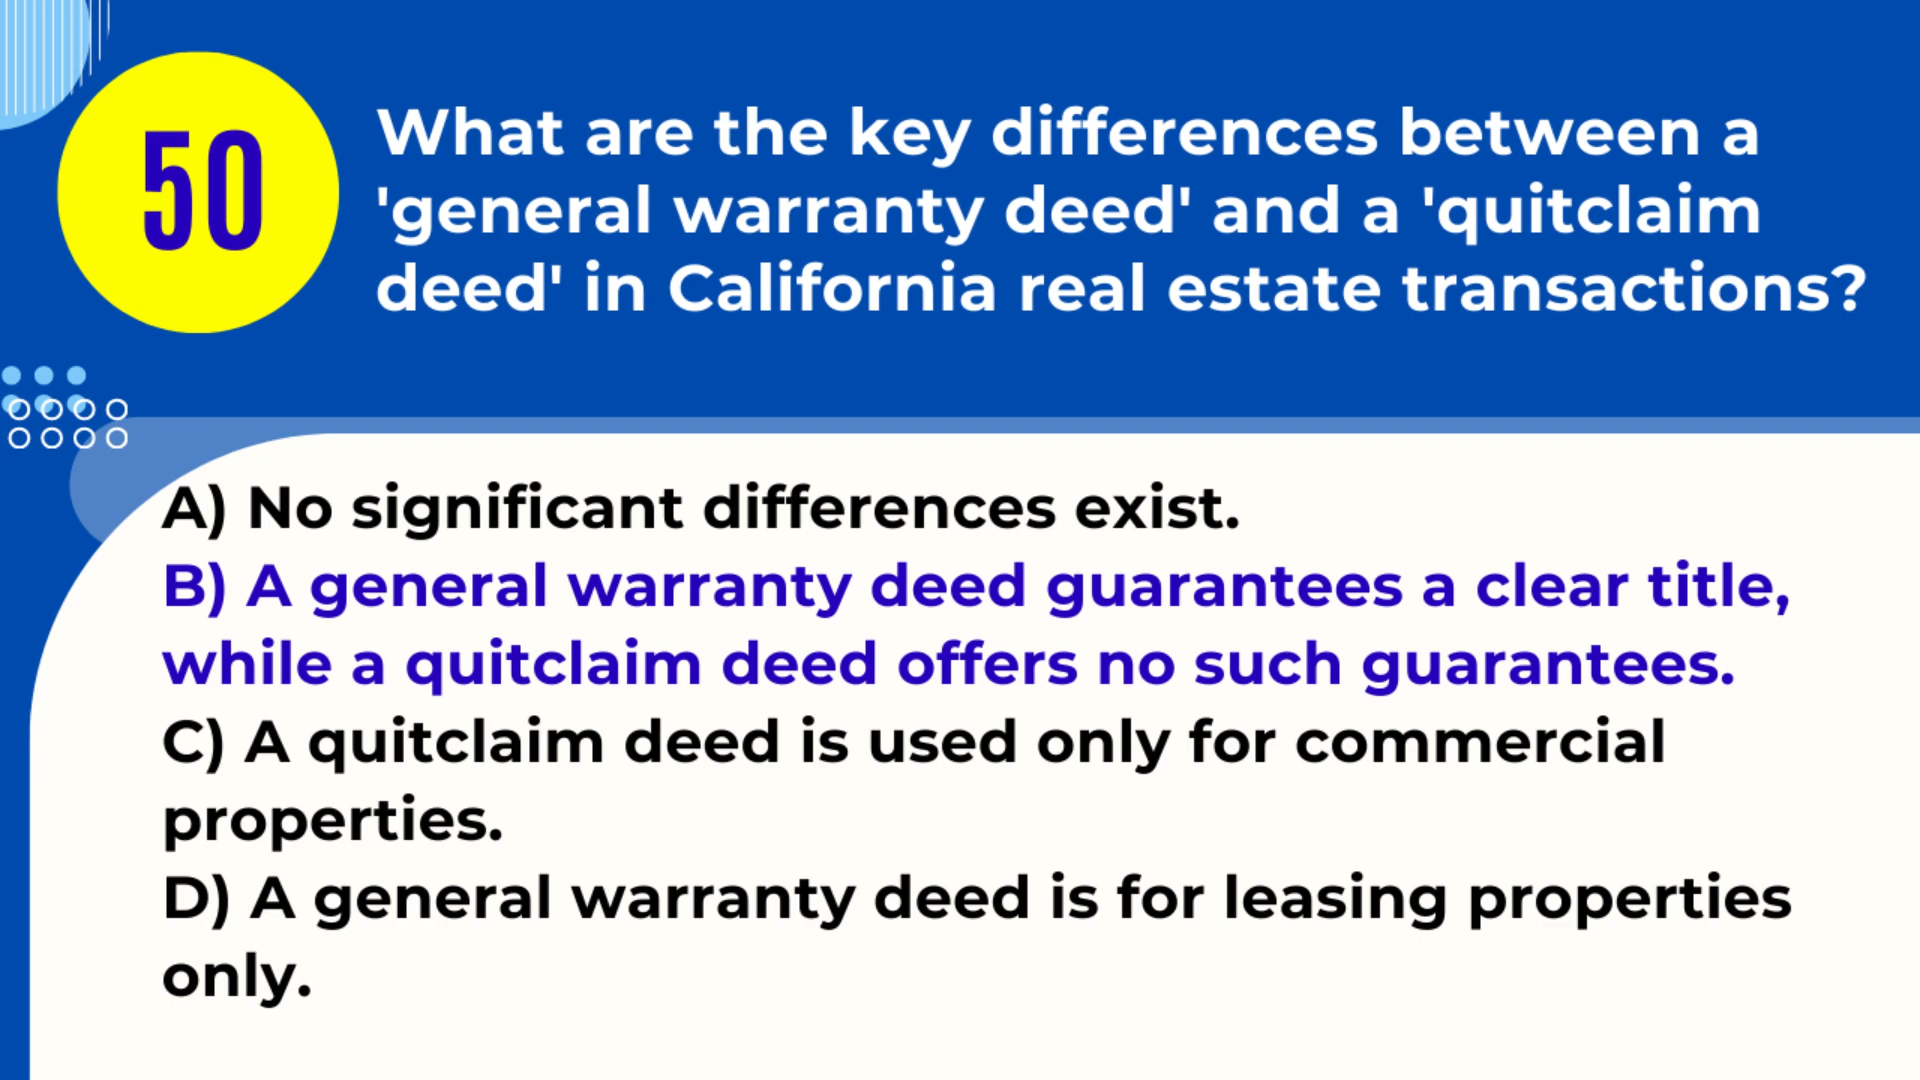 50
What are the key differences between a
'general warranty deed' and a 'quitclaim
deed' in California real estate transactions?
A) No significant differences exist.
B) A general warranty deed guarantees a clear title,
while a quitclaim deed offers no such guarantees.
C) A quitclaim deed is used only for commercial
properties.
D) A general warranty deed is for leasing properties
only.